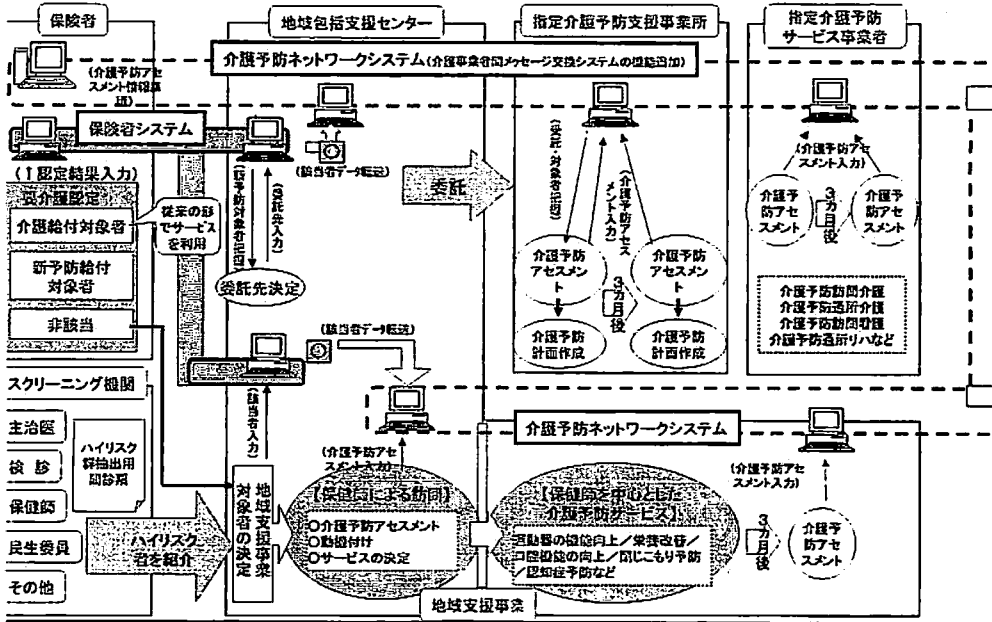 保険者
地域包括支援センター
指定介護予防支援事業所
指定介護予防
サービス事業者
介護予防ネットワークシステム(介護事業者間メッセージ交換システムの機能追加)
(介護予防アセ
スメント情報
保険者システム
(↑認定結果入力)
要介護認定
介護給付対象者
従来の形
でサービス
を利用
新予防給付
対象者
非該当
(該当者データ転送)
(新予防対象者
(委託先入力)
委託先決定
委託
(介護予防アセス
メント入力)
介護予防
アセスメン
ト
3カ月後
介護予防
アセスメン
ト
介護予防
計画作成
介護予防
計画作成
(介護予防アセ
スメント入力)
介護予
防アセ
スメント
3カ月後
介護予
防アセ
スメント
介護予防訪問介護
介護予防通所介護
介護予防訪問看護
介護予防通所リハなど
(該当者データ転送)
(該当者入力)
スクリーニング機関
主治医
検診
保健師
民生委員
その他
ハイリスク
群抽出用
問診票
ハイリスク
者を紹介
地域支援事業
対象者の決定
(介護予防アセ
スメント入力)
【保健師による訪問】
○介護予防アセスメント
○動機付け
○サービスの決定
介護予防ネットワークシステム
【保健師を中心とした
介護予防サービス】
運動器の機能向上/栄養改善/
口腔機能の向上/閉じこもり予防
/認知症予防など
3カ月後
(介護予防アセ
スメント入力)
介護予
防アセ
スメント
地域支援事業